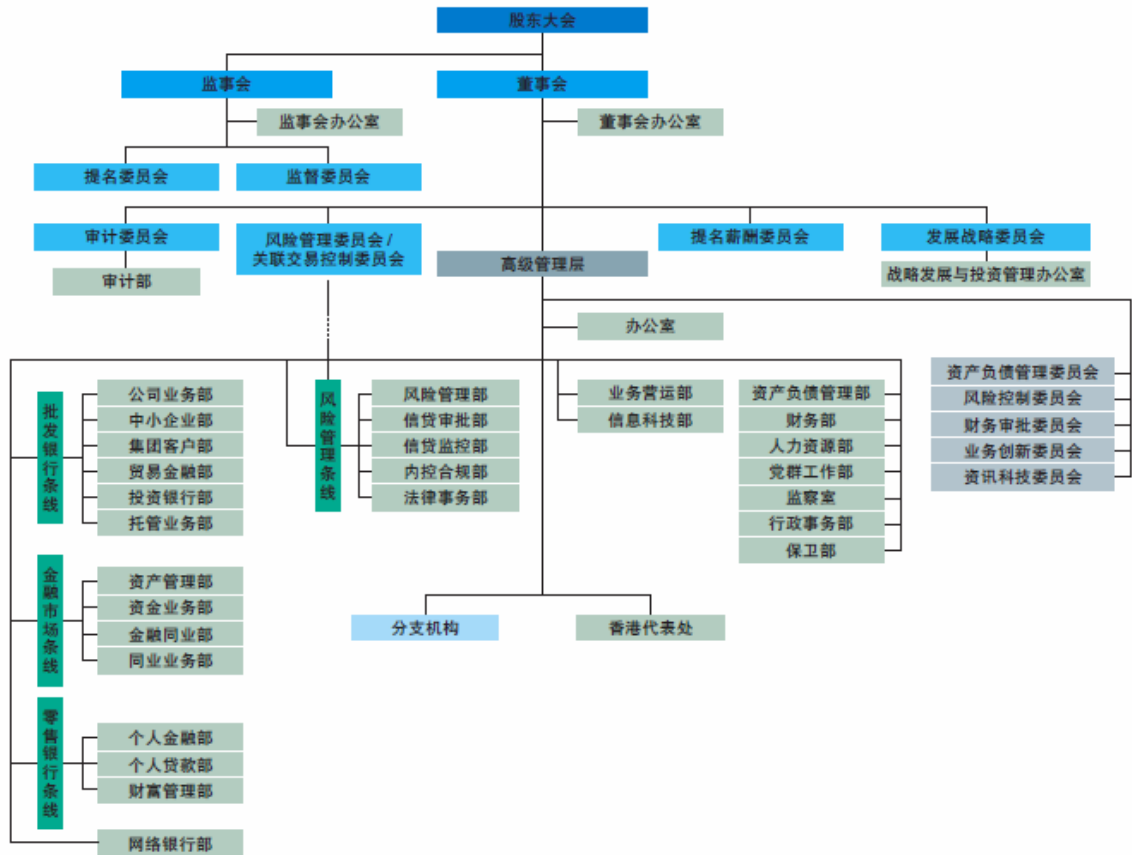 股东大会
监事会
董事会
监事会办公室
董事会办公室
提名委员会
监督委员会
审计委员会
风险管理委员会 /
关联交易控制委员会
提名薪酬委员会
发展战略委员会
高级管理层
审计部
战略发展与投资管理办公室
办公室
批发银行条线
公司业务部
中小企业部
集团客户部
贸易金融部
投资银行部
托管业务部
风险管理条线
风险管理部
信贷审批部
信贷监控部
内控合规部
法律事务部
业务营运部
信息科技部
资产负债管理部
财务部
人力资源部
党群工作部
监察室
行政事务部
保卫部
资产负债管理委员会
风险控制委员会
财务审批委员会
业务创新委员会
资讯科技委员会
金融市场条线
资产管理部
资金业务部
金融同业部
同业业务部
分支机构
香港代表处
零售银行条线
个人金融部
个人贷款部
财富管理部
网络银行部